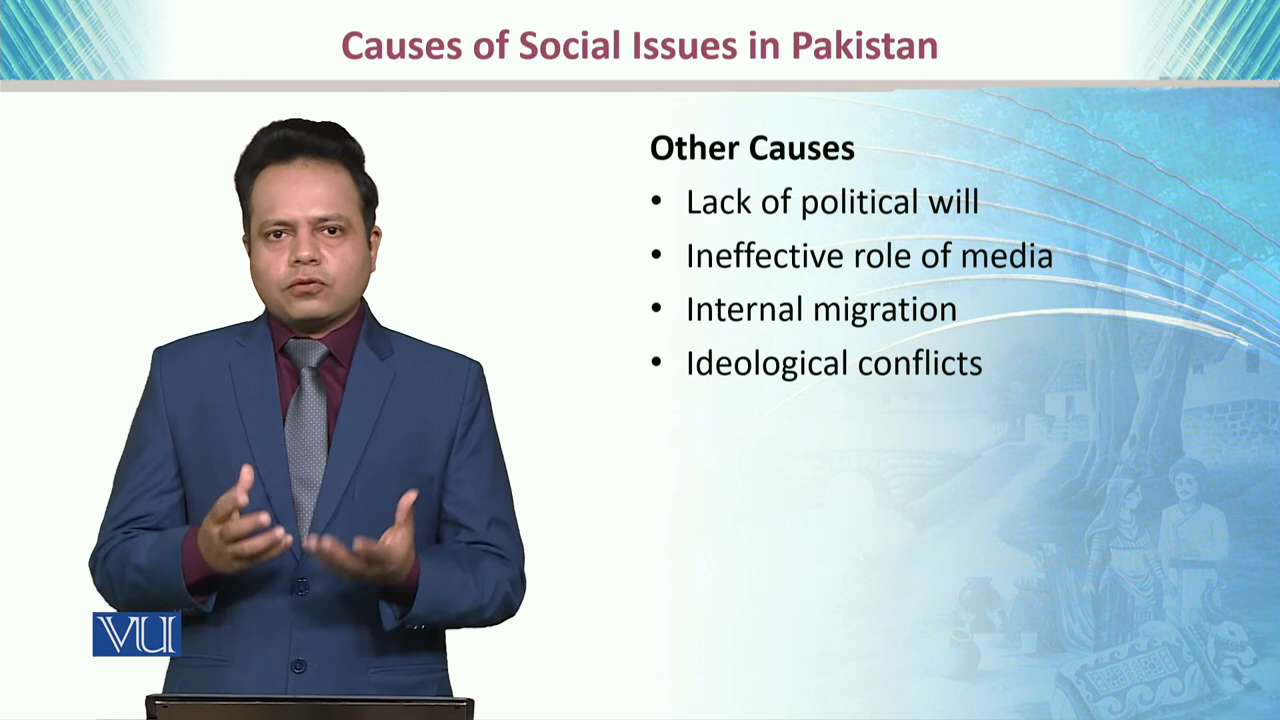 Causes of Social Issues in Pakistan
Other Causes
• Lack of political will
• Ineffective role of media
• Internal migration
• Ideological conflicts
VU